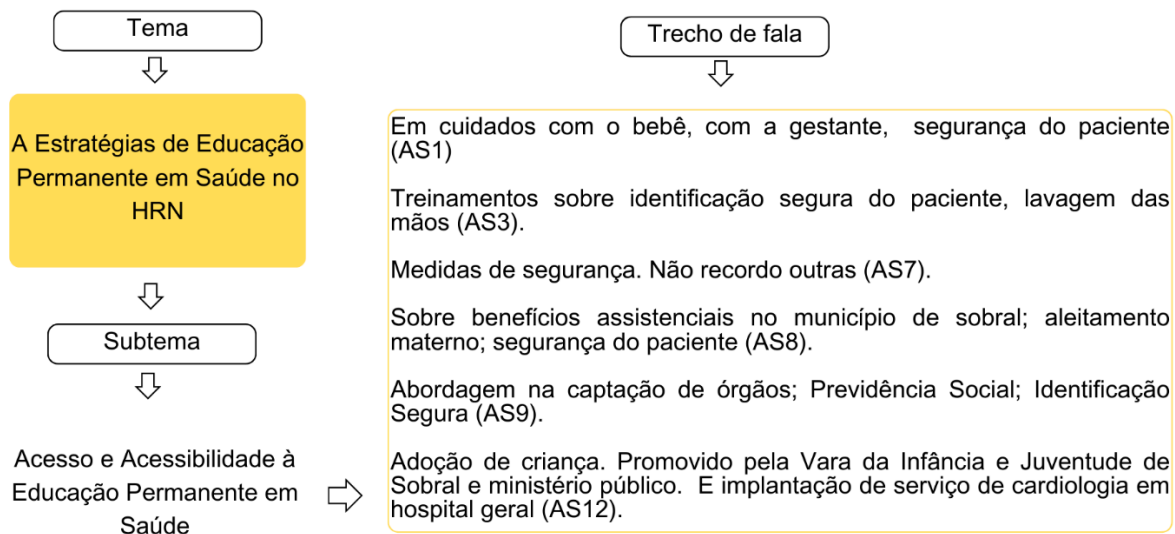 Tema
A Estratégias de Educação
Permanente em Saúde no
HRN
Subtema
Acesso e Acessibilidade à
Educação Permanente em
Saúde
Trecho de fala
Em cuidados com o bebê, com a gestante, segurança do paciente
(AS1)
Treinamentos sobre identificação segura do paciente, lavagem das
mãos (AS3).
Medidas de segurança. Não recordo outras (AS7).
Sobre benefícios assistenciais no município de sobral; aleitamento
materno; segurança do paciente (AS8).
Abordagem na captação de órgãos; Previdência Social; Identificação
Segura (AS9).
Adoção de criança. Promovido pela Vara da Infância e Juventude de
Sobral e ministério público. E implantação de serviço de cardiologia em
hospital geral (AS12).